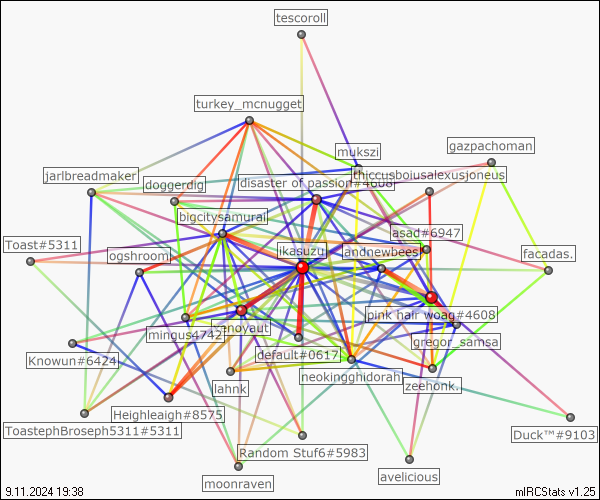 tescoroll
turkey_mcnugget
mukszi
gazpachoman
jarlbreadmaker
doggerdig
disaster of passion#4608
thiccusboiusalexusjoneus
bigcitysamurai
asad#6947
Toast#5311
ogshroom
ikasuzu
andnewbees
facadas.
pink hair woag#4608
mingus4742
xenoyaut
gregor_samsa
Knowun#6424
default#0617
lahnk
neokingghidorah
zeehonk.
Heighleaigh#8575
ToastephBroseph5311#5311
Duck™#9103
Random Stuf6#5983
moonraven
avelicious
9.11.2024 19:38
mIRCStats v1.25